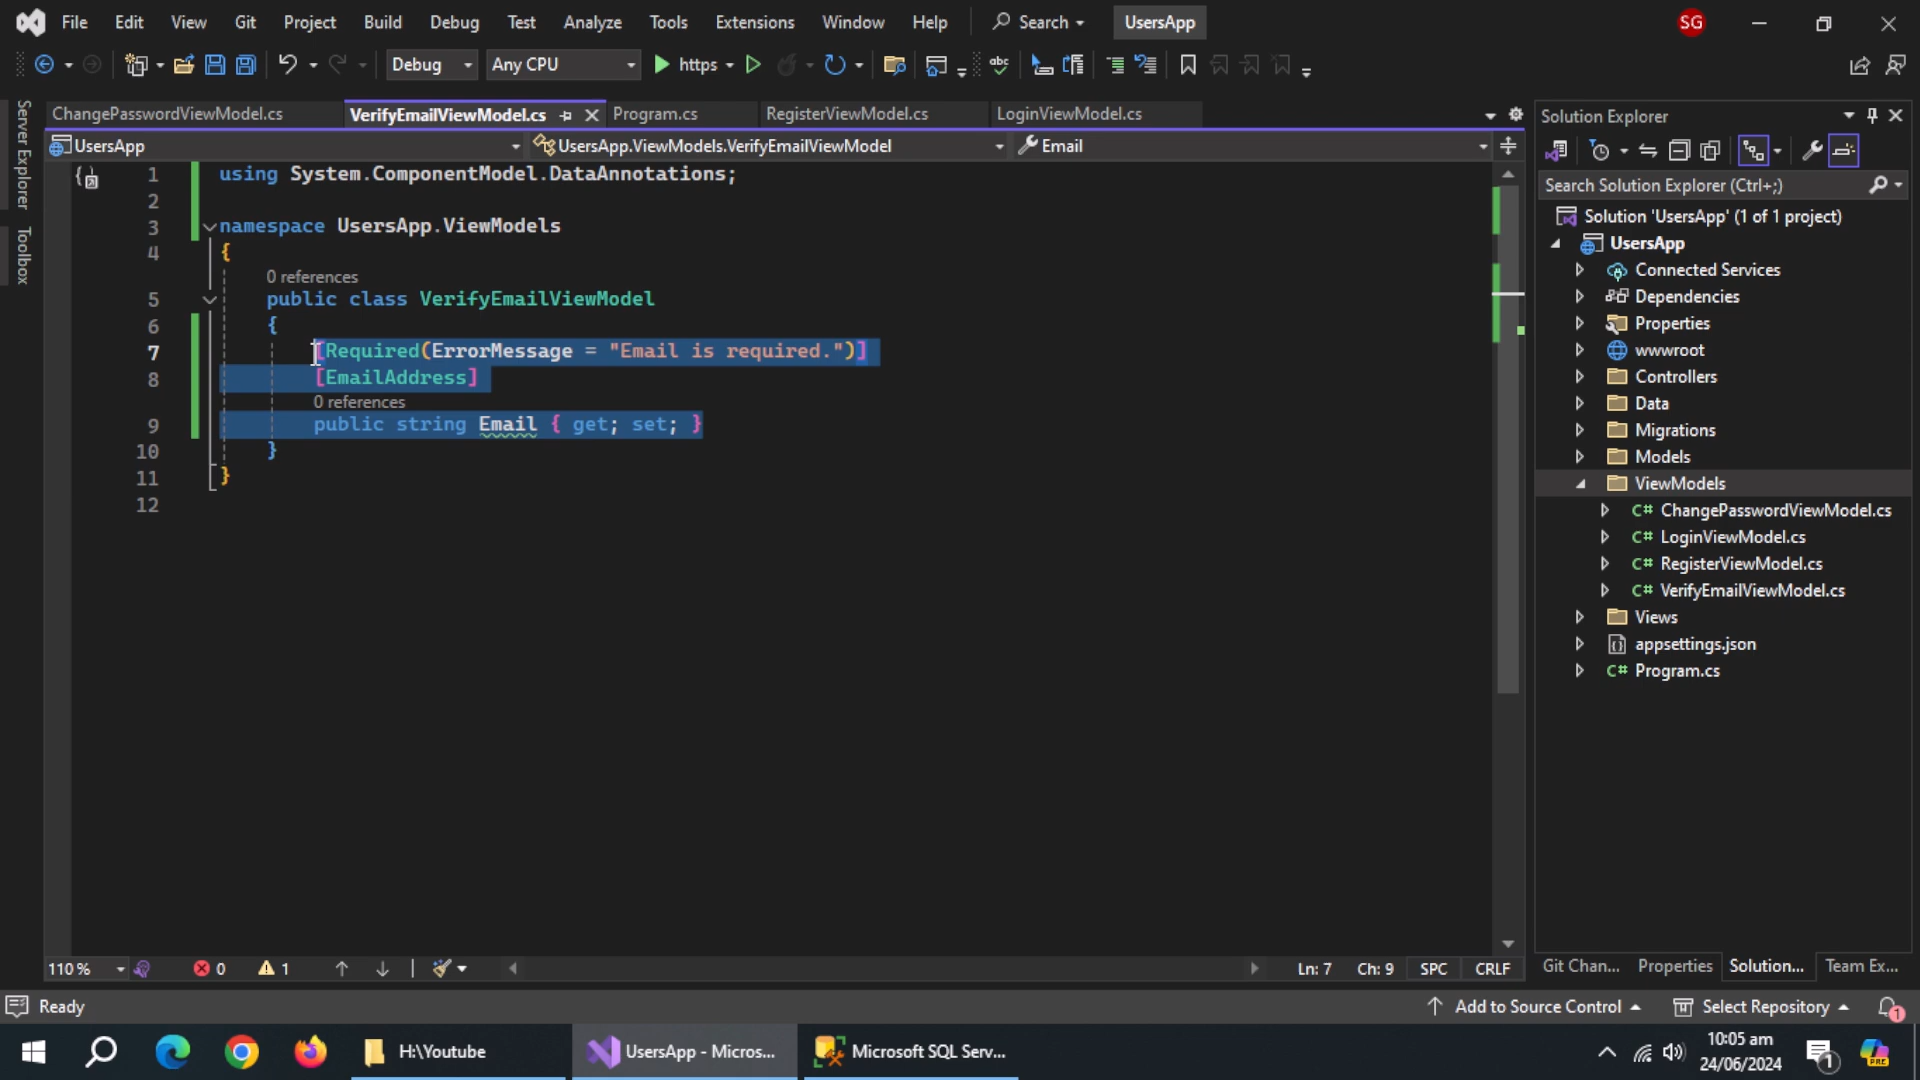 File Edit View Git Project Build Debug Test Analyze Tools Extensions Window Help Search UsersApp SG
Debug Any CPU https
Server Explorer
Toolbox
ChangePasswordViewModel.cs VerifyEmailViewModel.cs Program.cs RegisterViewModel.cs LoginViewModel.cs
UsersApp UsersApp.ViewModels.VerifyEmailViewModel Email
1 using System.ComponentModel.DataAnnotations;
2
3 namespace UsersApp.ViewModels
4 {
0 references
5 public class VerifyEmailViewModel
6 {
7 [Required(ErrorMessage = "Email is required.")]
8 [EmailAddress]
0 references
9 public string Email { get; set; }
10 }
11 }
12
110 % 0 1 Ln: 7 Ch: 9 SPC CRLF
Solution Explorer
Search Solution Explorer (Ctrl+;)
Solution 'UsersApp' (1 of 1 project)
UsersApp
Connected Services
Dependencies
Properties
wwwroot
Controllers
Data
Migrations
Models
ViewModels
C# ChangePasswordViewModel.cs
C# LoginViewModel.cs
C# RegisterViewModel.cs
C# VerifyEmailViewModel.cs
Views
appsettings.json
C# Program.cs
Git Chan... Properties Solution... Team Ex...
Ready Add to Source Control Select Repository 1
H:\Youtube UsersApp - Micros... Microsoft SQL Serv... 10:05 am
24/06/2024 1 PRE